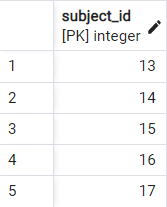 subject_id
[PK] integer
1 13
2 14
3 15
4 16
5 17